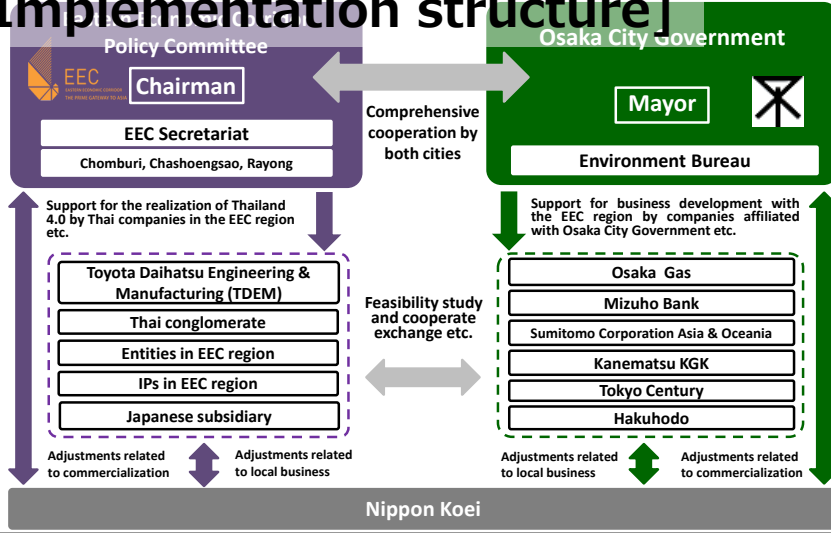 Implementation structure]
Eastern Economic Corridor
Policy Committee
EEC
EASTERN ECONOMIC CORRIDOR
THE PRIME GATEWAY TO ASIA
Chairman
EEC Secretariat
Chomburi, Chashoengsao, Rayong
Comprehensive
cooperation by
both cities
Osaka City Government
Mayor
Environment Bureau
Support for the realization of Thailand
4.0 by Thai companies in the EEC region
etc.
Support for business development with
the EEC region by companies affiliated
with Osaka City Government etc.
Toyota Daihatsu Engineering &
Manufacturing (TDEM)
Thai conglomerate
Entities in EEC region
IPs in EEC region
Japanese subsidiary
Feasibility study
and cooperate
exchange etc.
Osaka Gas
Mizuho Bank
Sumitomo Corporation Asia & Oceania
Kanematsu KGK
Tokyo Century
Hakuhodo
Adjustments related
to commercialization
Adjustments related
to local business
Adjustments related
to local business
Adjustments related
to commercialization
Nippon Koei